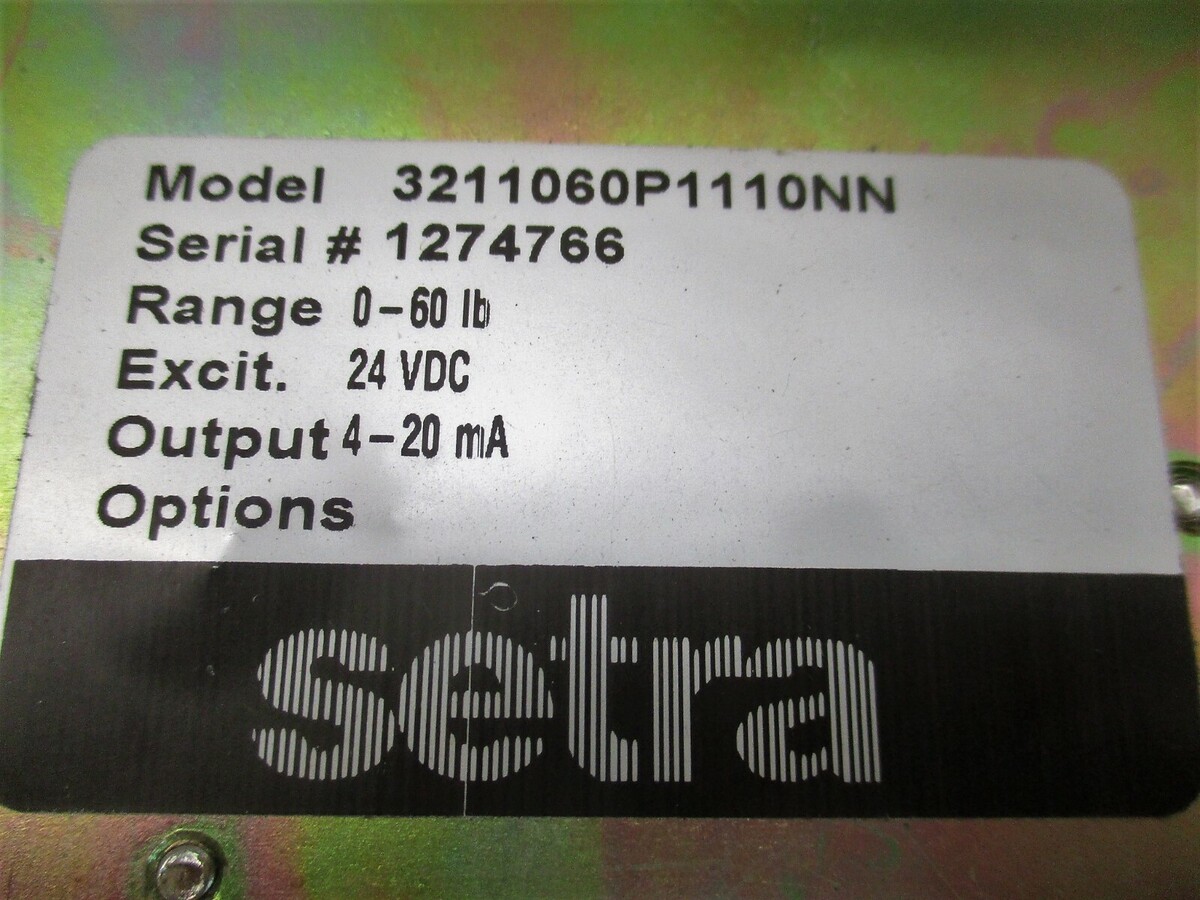 Model 3211060P1110NN
Serial # 1274766
Range 0-60 lb
Excit. 24 VDC
Output 4-20 mA
Options
setra